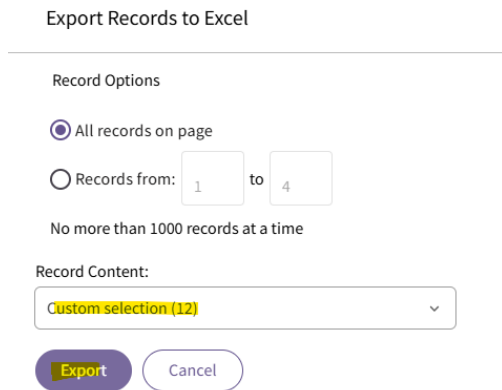 Export Records to Excel
Record Options
All records on page
Records from: 1 to 4
No more than 1000 records at a time
Record Content:
Custom selection (12)
Export Cancel